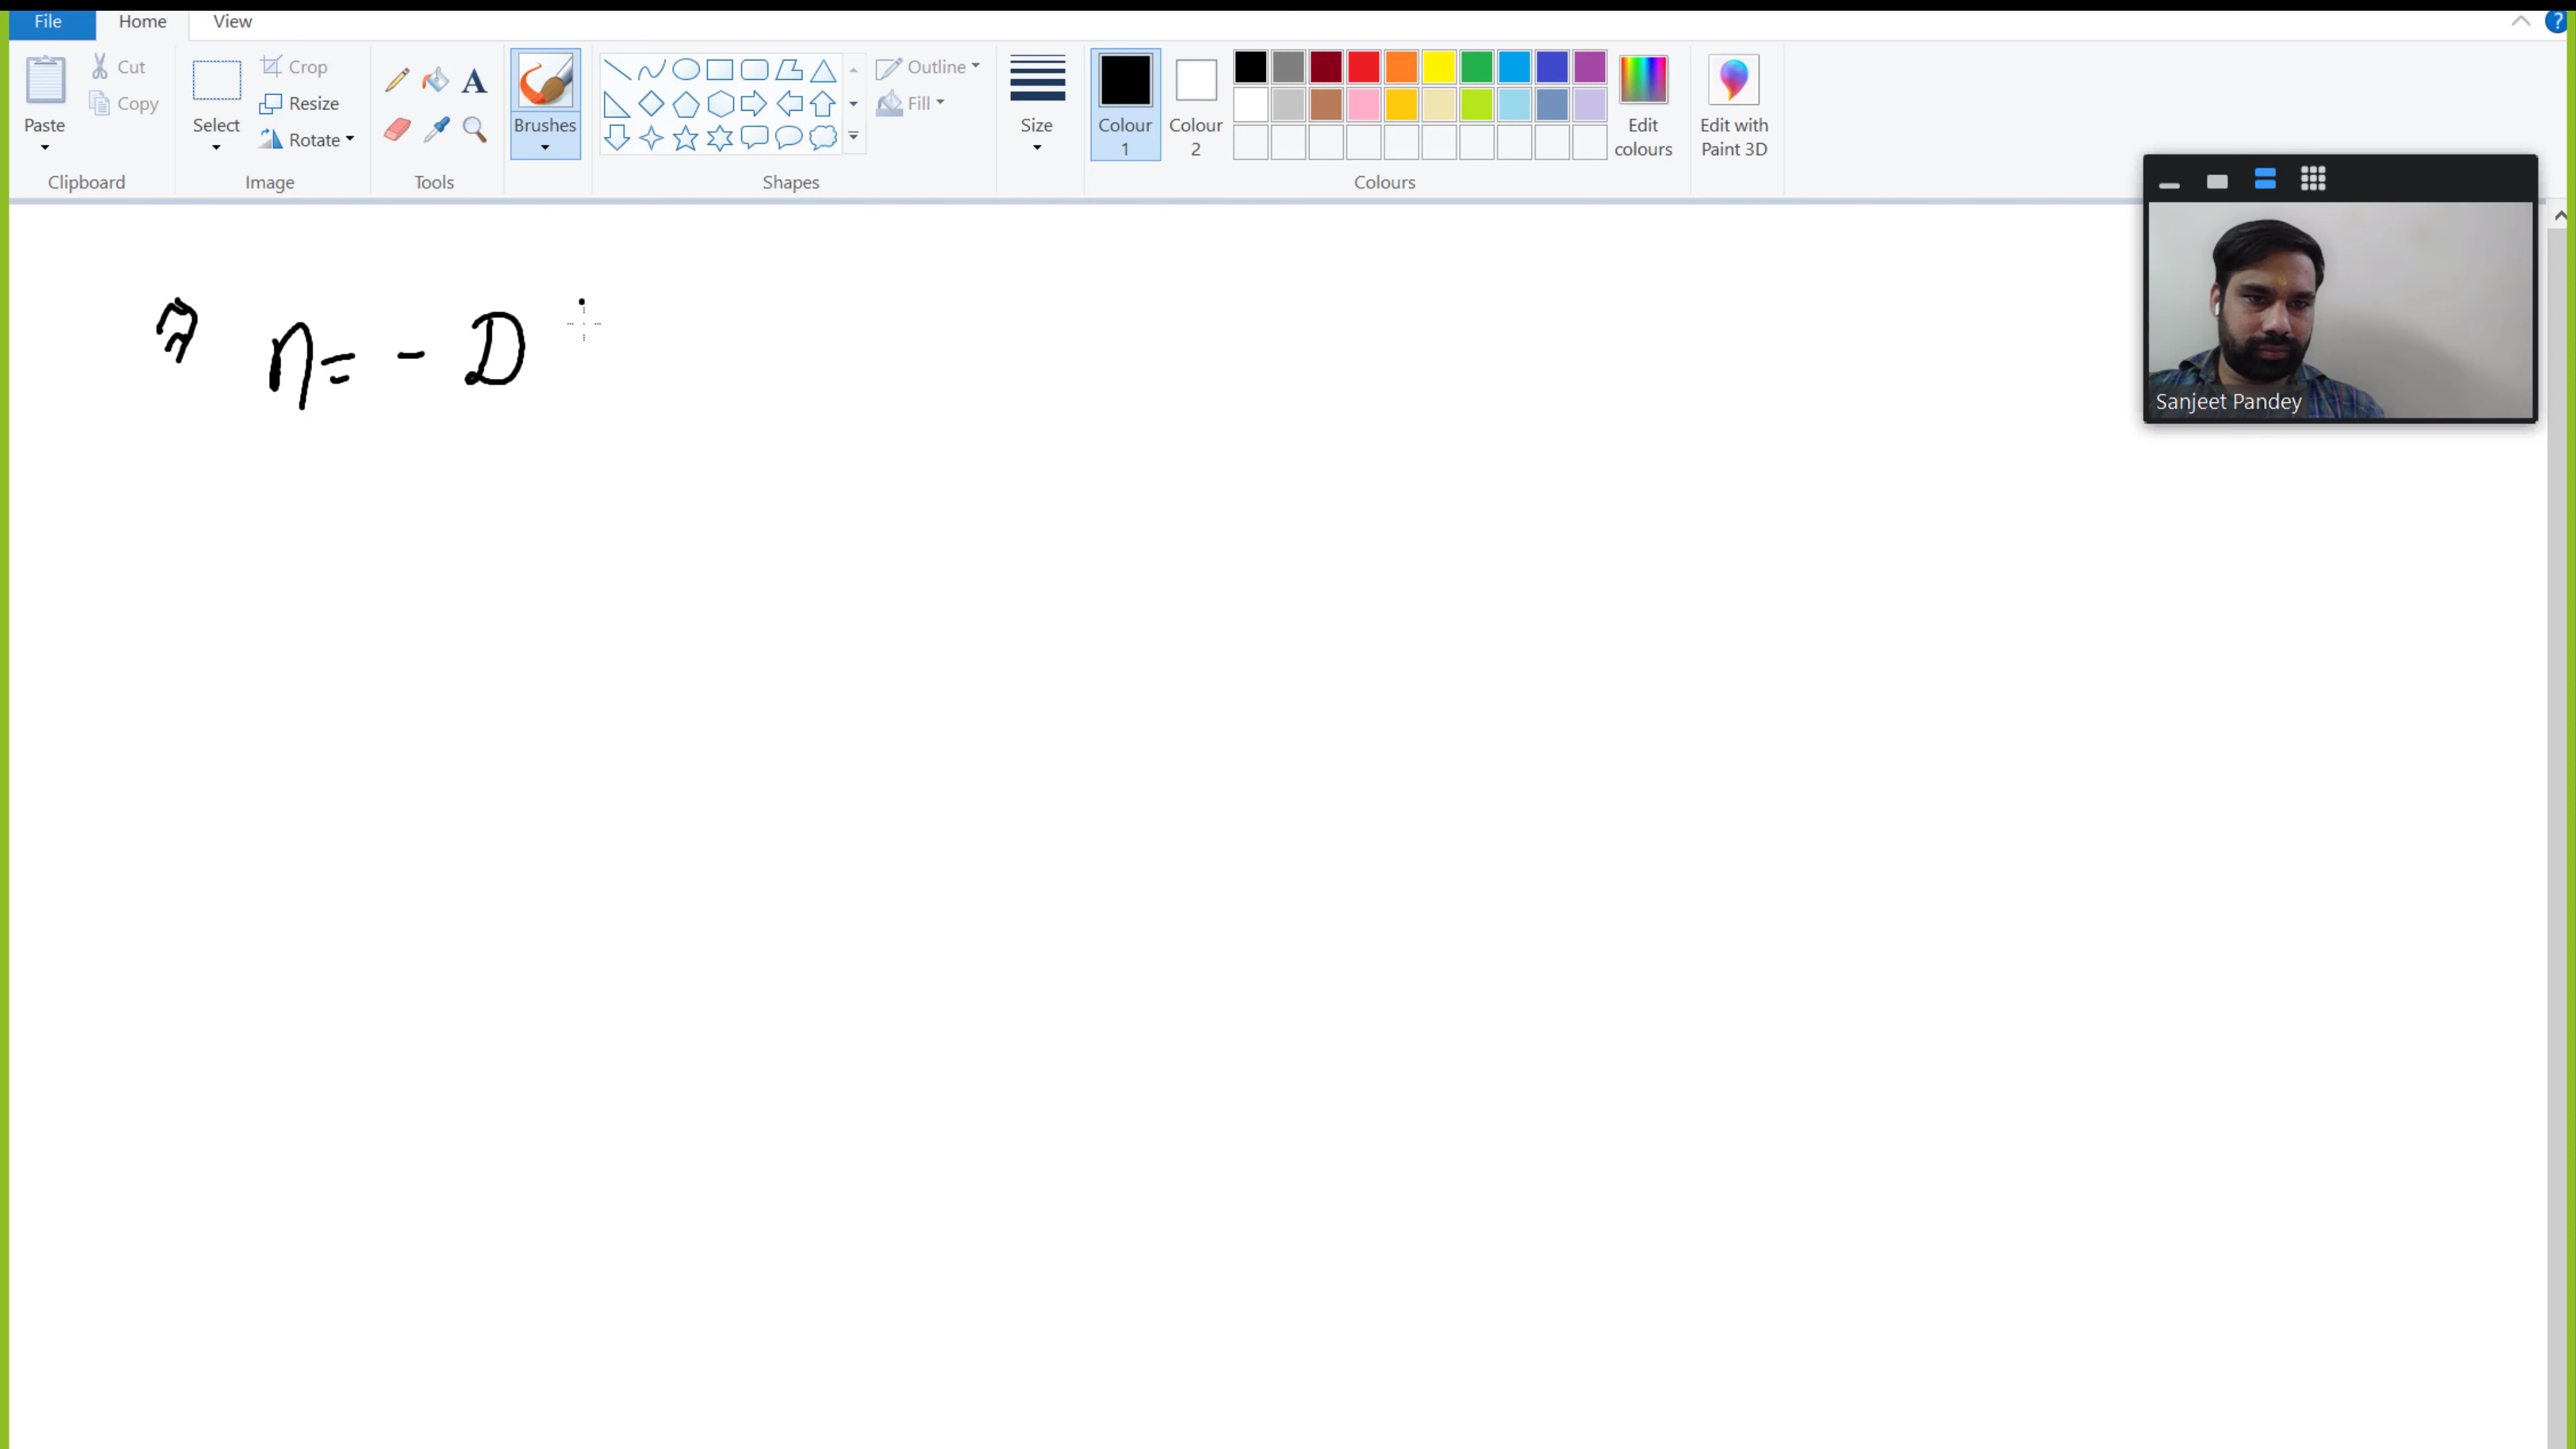 File Home View
Paste Cut Copy Clipboard
Select Crop Resize Rotate Image
A Tools
Brushes
Outline Fill Shapes
Size
Colour 1 Colour 2 Edit colours Colours
Edit with Paint 3D
?
η = - D
Sanjeet Pandey